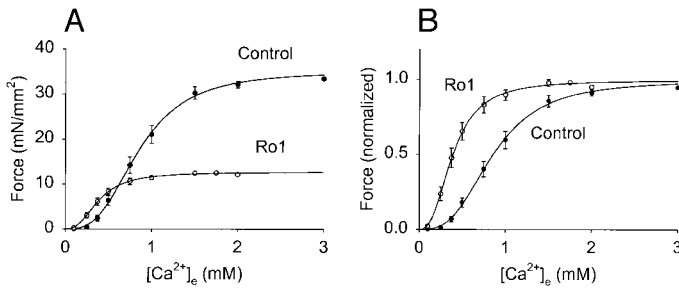 A
Force (mN/mm²)
40
30
20
10
0
Control
Ro1
0
1
2
3
[Ca²⁺]ₑ (mM)
B
Force (normalized)
1.0
0.5
0.0
Ro1
Control
0
1
2
3
[Ca²⁺]ₑ (mM)